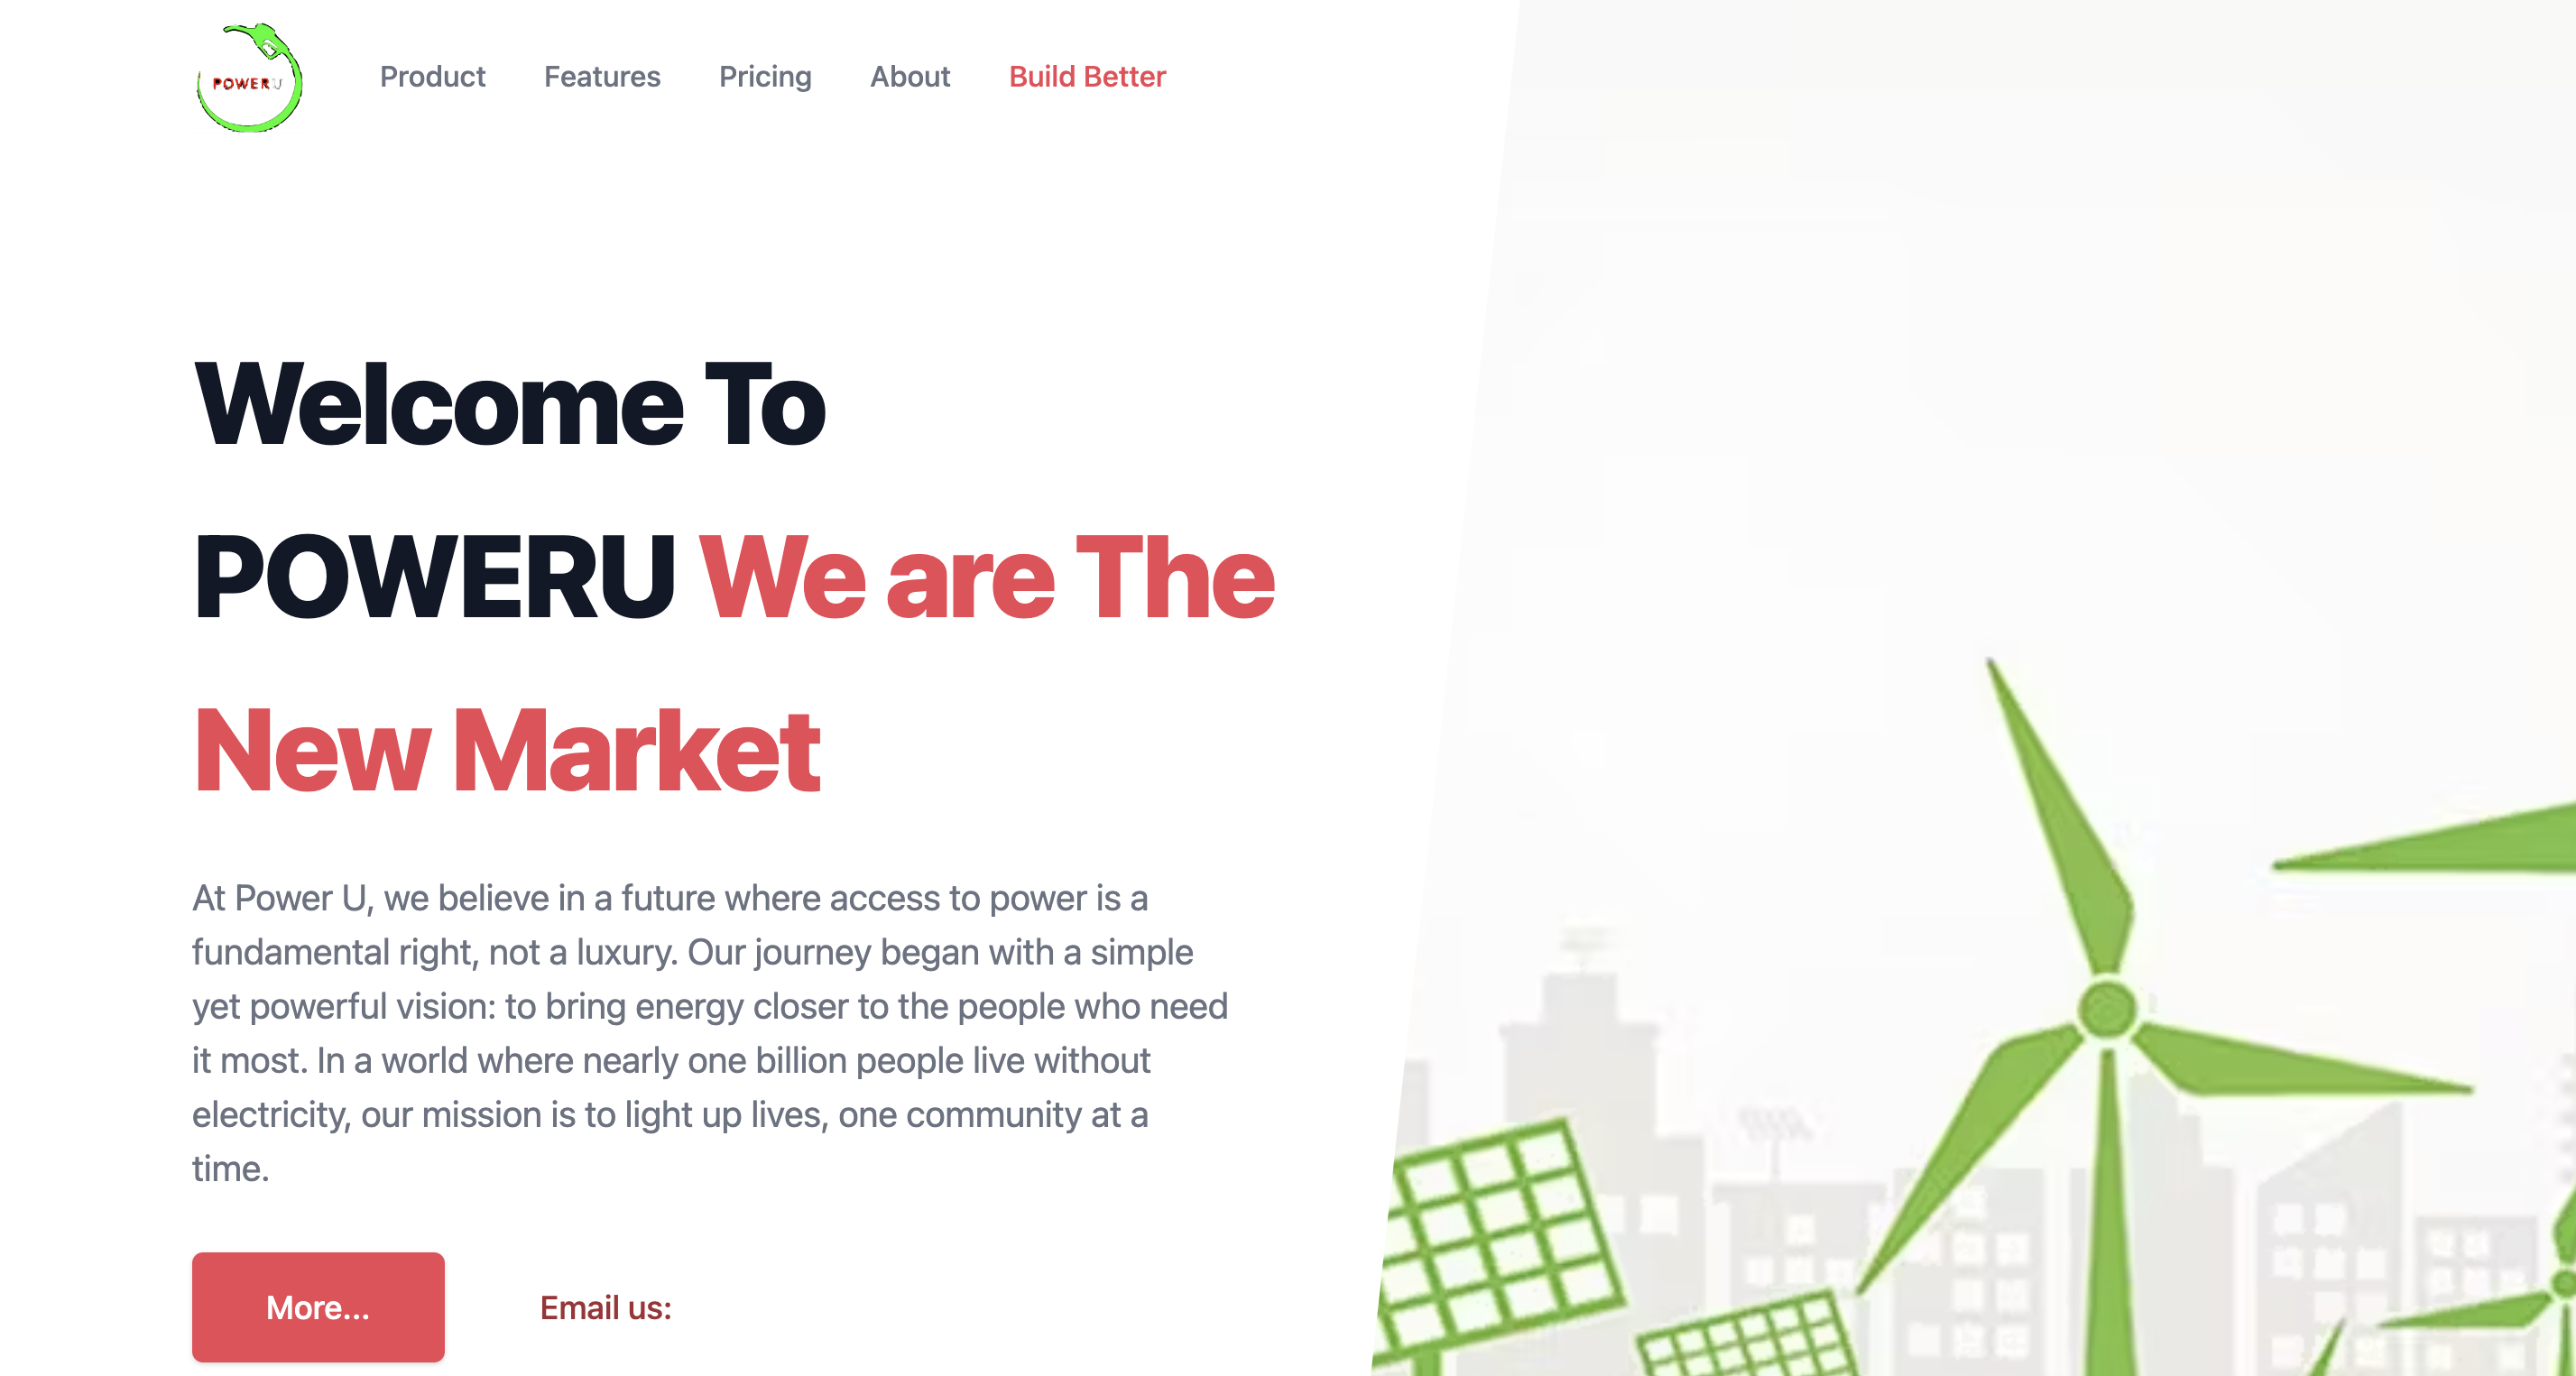 POWERU
Product Features Pricing About Build Better
Welcome To
POWERU We are The
New Market
At Power U, we believe in a future where access to power is a
fundamental right, not a luxury. Our journey began with a simple
yet powerful vision: to bring energy closer to the people who need
it most. In a world where nearly one billion people live without
electricity, our mission is to light up lives, one community at a
time.
More...
Email us: